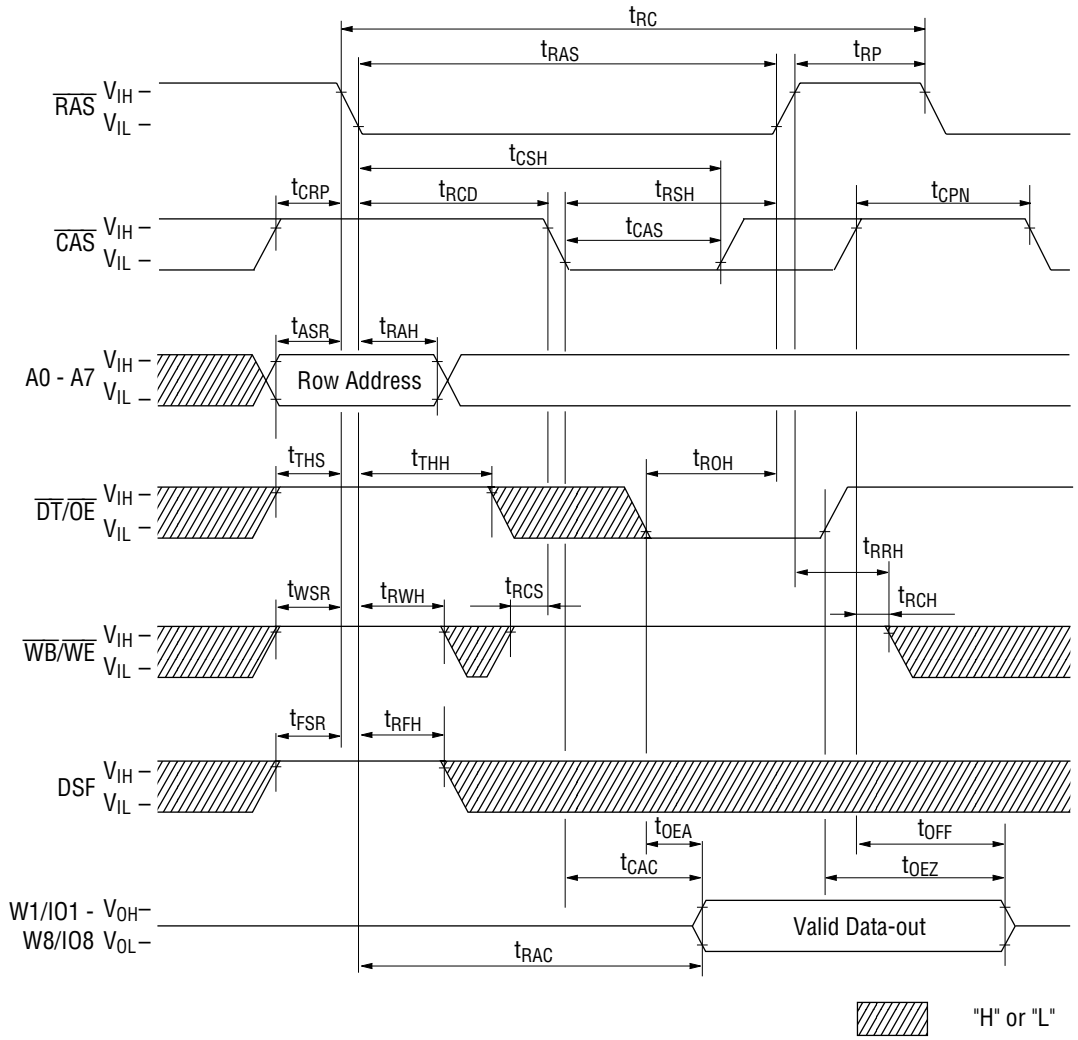 tRC
tRAS tRP
RAS VIH –
VIL –
tCSH
tCRP tRCD tRSH tCPN
CAS VIH –
VIL –
tCAS
tASR tRAH
A0 - A7 VIH –
VIL –
Row Address
tTHS tTHH tROH
DT/OE VIH –
VIL –
tRRH
tWSR tRWH tRCS tRCH
WB/WE VIH –
VIL –
tFSR tRFH
DSF VIH –
VIL –
tOEA tOFF
tCAC tOEZ
W1/IO1 - VOH–
W8/IO8 VOL –
Valid Data-out
tRAC
"H" or "L"